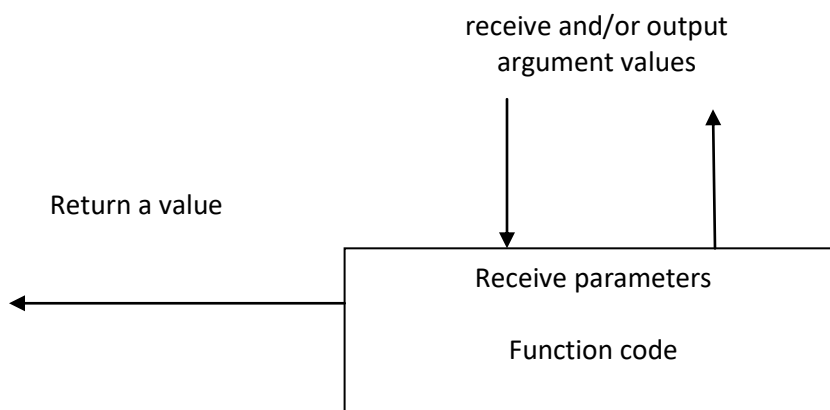 receive and/or output
argument values
Return a value
Receive parameters
Function code